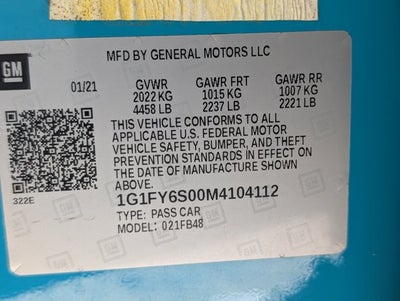 MFD BY GENERAL MOTORS LLC
GM
01/21 GVWR GAWR FRT GAWR RR
2022 KG 1015 KG 1007 KG
4458 LB 2237 LB 2221 LB
THIS VEHICLE CONFORMS TO ALL
APPLICABLE U.S. FEDERAL MOTOR
VEHICLE SAFETY, BUMPER, AND THEFT
PREVENTION STANDARDS IN EFFECT ON
THE DATE OF MANUFACTURE SHOWN
ABOVE.
322E
1G1FY6S00M4104112
TYPE: PASS CAR
MODEL: 021FB48